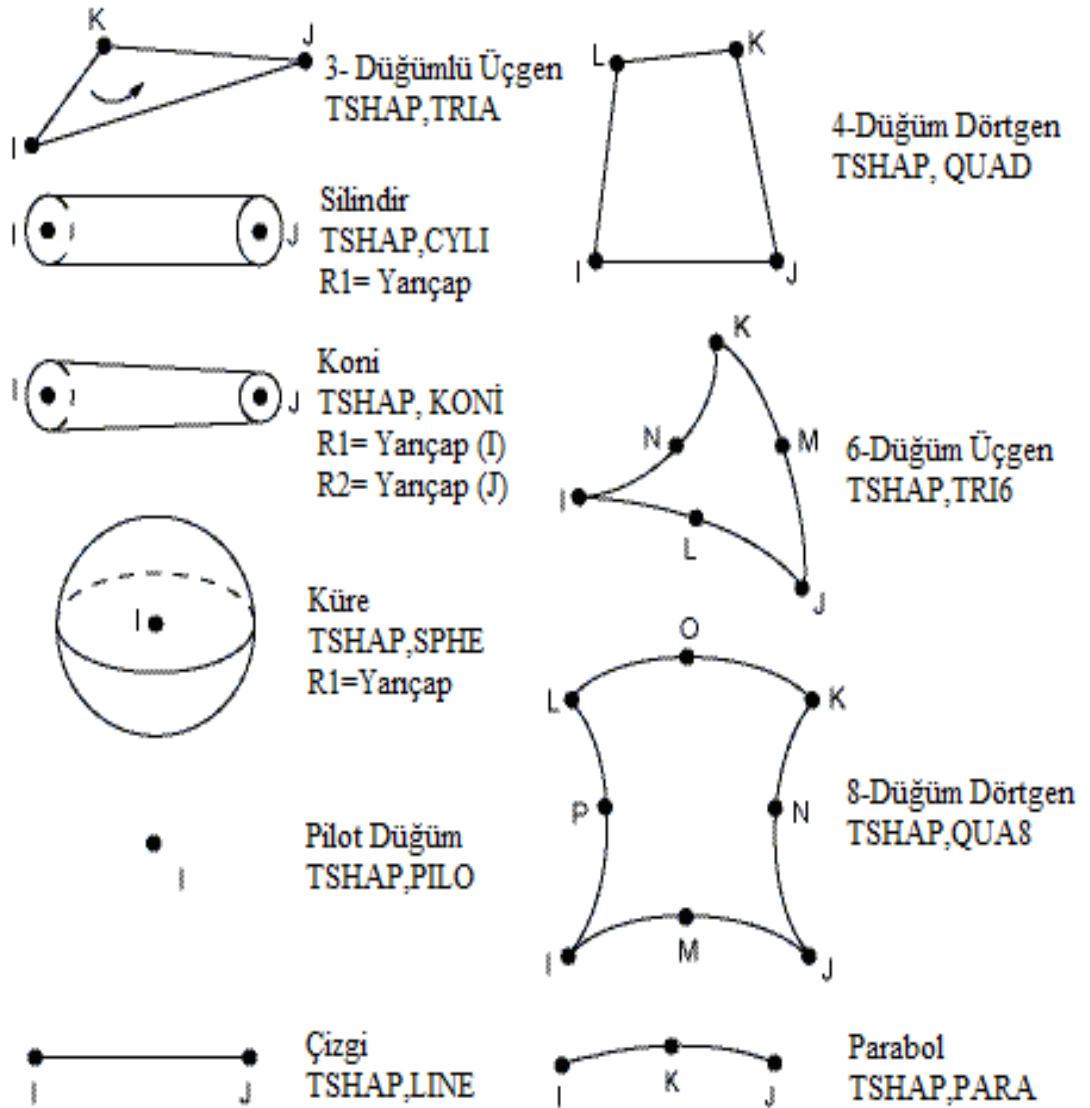 K
J
I
3- Düğümlü Üçgen
TSHAP,TRIA
I
J
Silindir
TSHAP,CYLI
R1= Yarıçap
I
J
Koni
TSHAP, KONİ
R1= Yarıçap (I)
R2= Yarıçap (J)
I
Küre
TSHAP,SPHE
R1=Yarıçap
I
Pilot Düğüm
TSHAP,PILO
I
J
Çizgi
TSHAP,LINE
L
K
I
J
4-Düğüm Dörtgen
TSHAP, QUAD
K
N
M
I
L
J
6-Düğüm Üçgen
TSHAP,TRI6
O
L
K
P
N
I
M
J
8-Düğüm Dörtgen
TSHAP,QUA8
I
K
J
Parabol
TSHAP,PARA